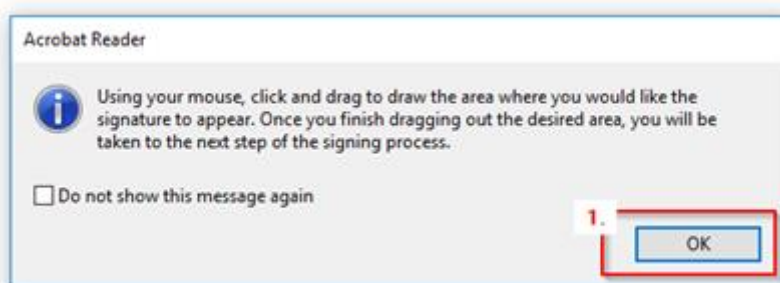 Acrobat Reader
Using your mouse, click and drag to draw the area where you would like the
signature to appear. Once you finish dragging out the desired area, you will be
taken to the next step of the signing process.
Do not show this message again
1.
OK